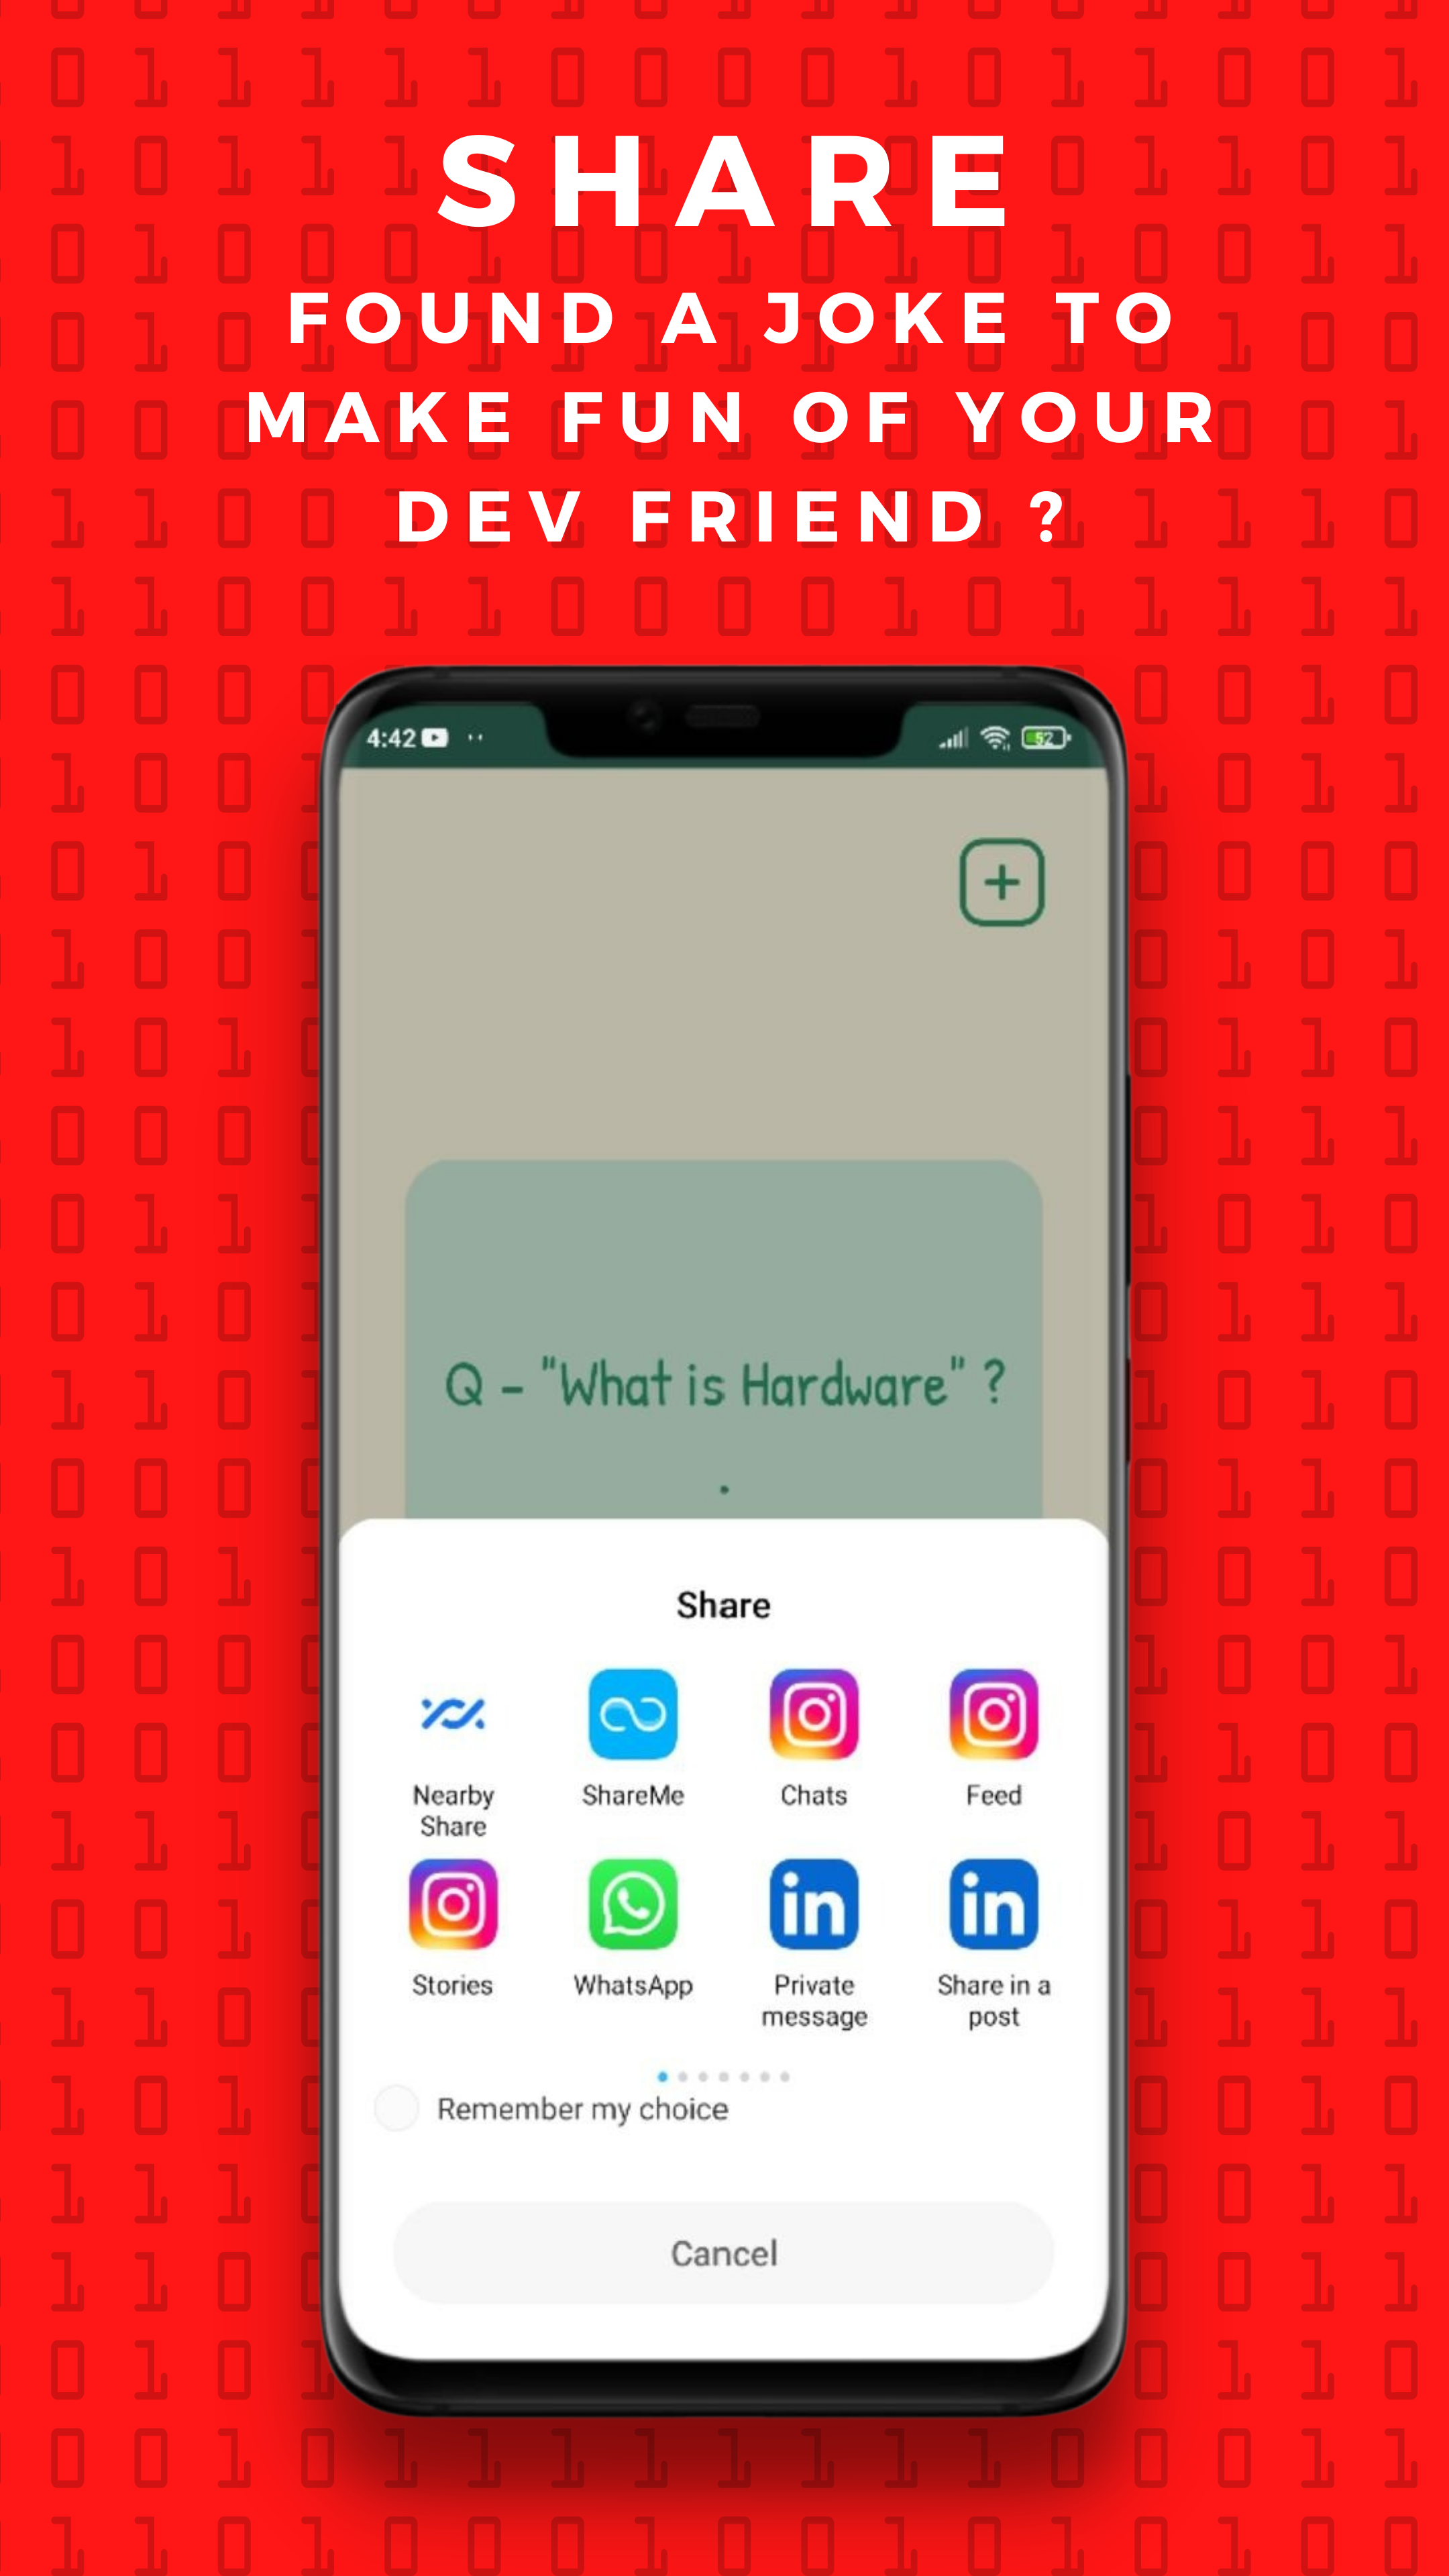 SHARE
FOUND A JOKE TO
MAKE FUN OF YOUR
DEV FRIEND ?
4:42
52
Q - "What is Hardware" ?
.
Share
Nearby
Share
ShareMe
Chats
Feed
Stories
WhatsApp
Private
message
Share in a
post
Remember my choice
Cancel